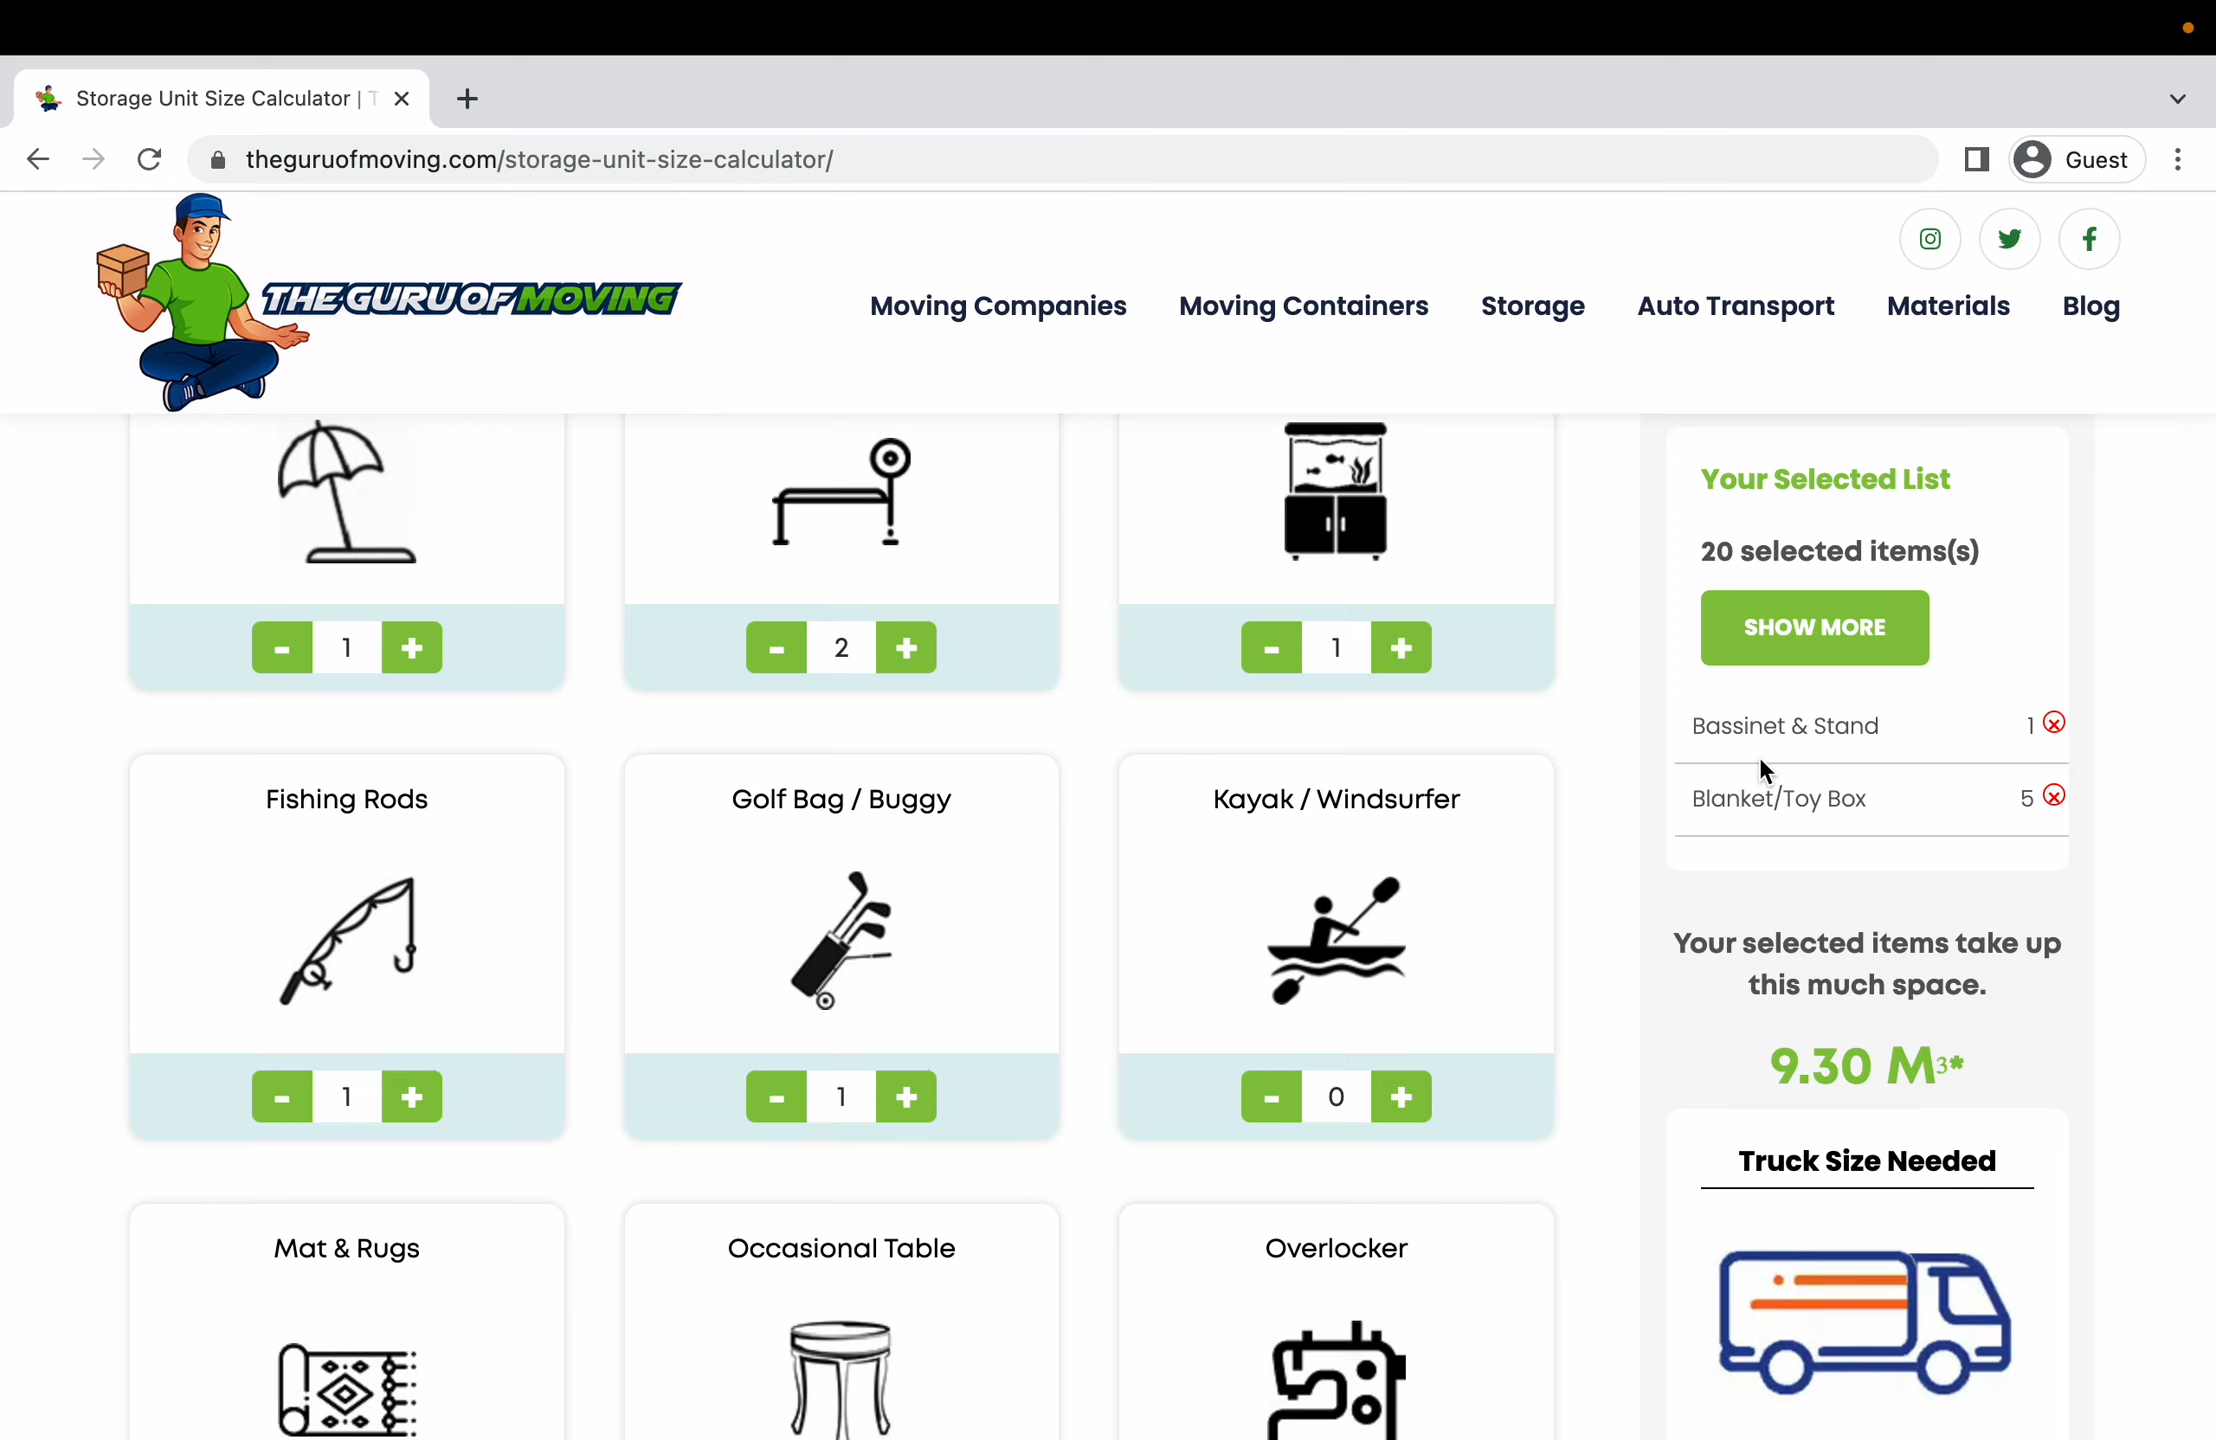 Storage Unit Size Calculator | T
theguruofmoving.com/storage-unit-size-calculator/
Guest
THE GURU OF MOVING
Moving Companies
Moving Containers
Storage
Auto Transport
Materials
Blog
- 1 +
- 2 +
- 1 +
Fishing Rods
Golf Bag / Buggy
Kayak / Windsurfer
- 1 +
- 1 +
- 0 +
Mat & Rugs
Occasional Table
Overlocker
Your Selected List
20 selected items(s)
SHOW MORE
Bassinet & Stand 1
Blanket/Toy Box 5
Your selected items take up
this much space.
9.30 M3*
Truck Size Needed